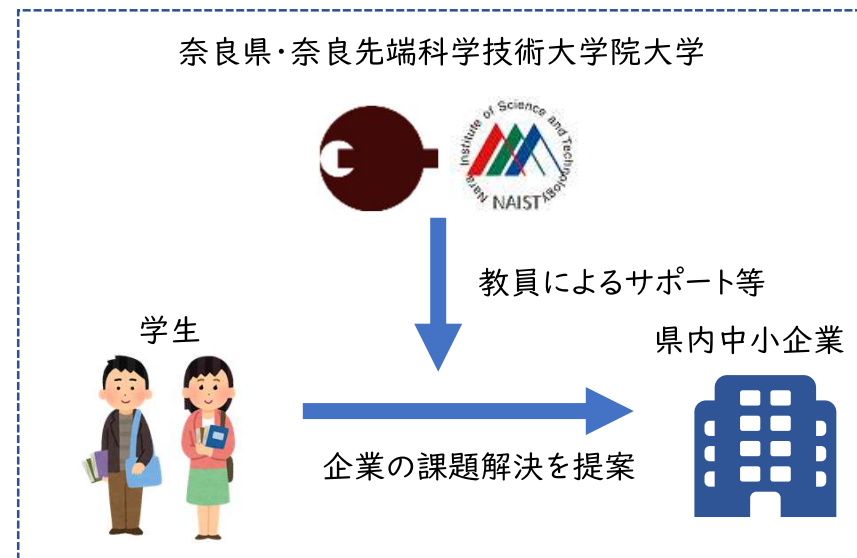 奈良県・奈良先端科学技術大学院大学
Nara Institute of Science and Technology
NAIST
教員によるサポート等
学生
県内中小企業
企業の課題解決を提案